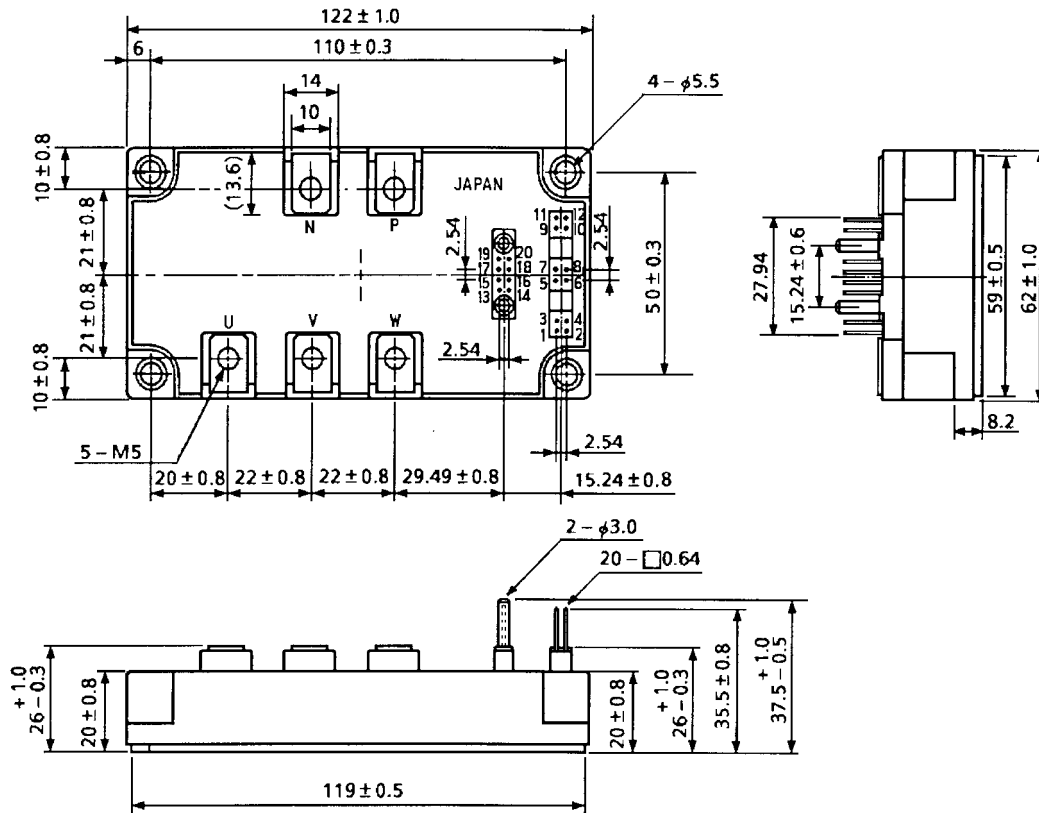 122 ± 1.0
6
110 ± 0.3
14
10
4 – φ5.5
10 ± 0.8
(13.6)
JAPAN
N
P
11 12
9 10
2.54
2.54
19 20
17 18
15 16
13 14
7 8
5 6
3 4
1 2
21 ± 0.8
21 ± 0.8
50 ± 0.3
27.94
15.24 ± 0.6
59 ± 0.5
62 ± 1.0
U
V
W
2.54
10 ± 0.8
8.2
5 – M5
2.54
20 ± 0.8
22 ± 0.8
22 ± 0.8
29.49 ± 0.8
15.24 ± 0.8
2 – φ3.0
20 – □0.64
+ 1.0
26 – 0.3
20 ± 0.8
20 ± 0.8
+ 1.0
26 – 0.3
35.5 ± 0.8
+ 1.0
37.5 – 0.5
119 ± 0.5